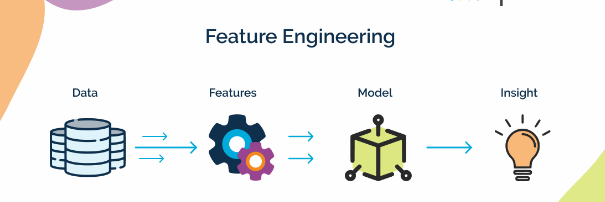 Feature Engineering
Data
Features
Model
Insight